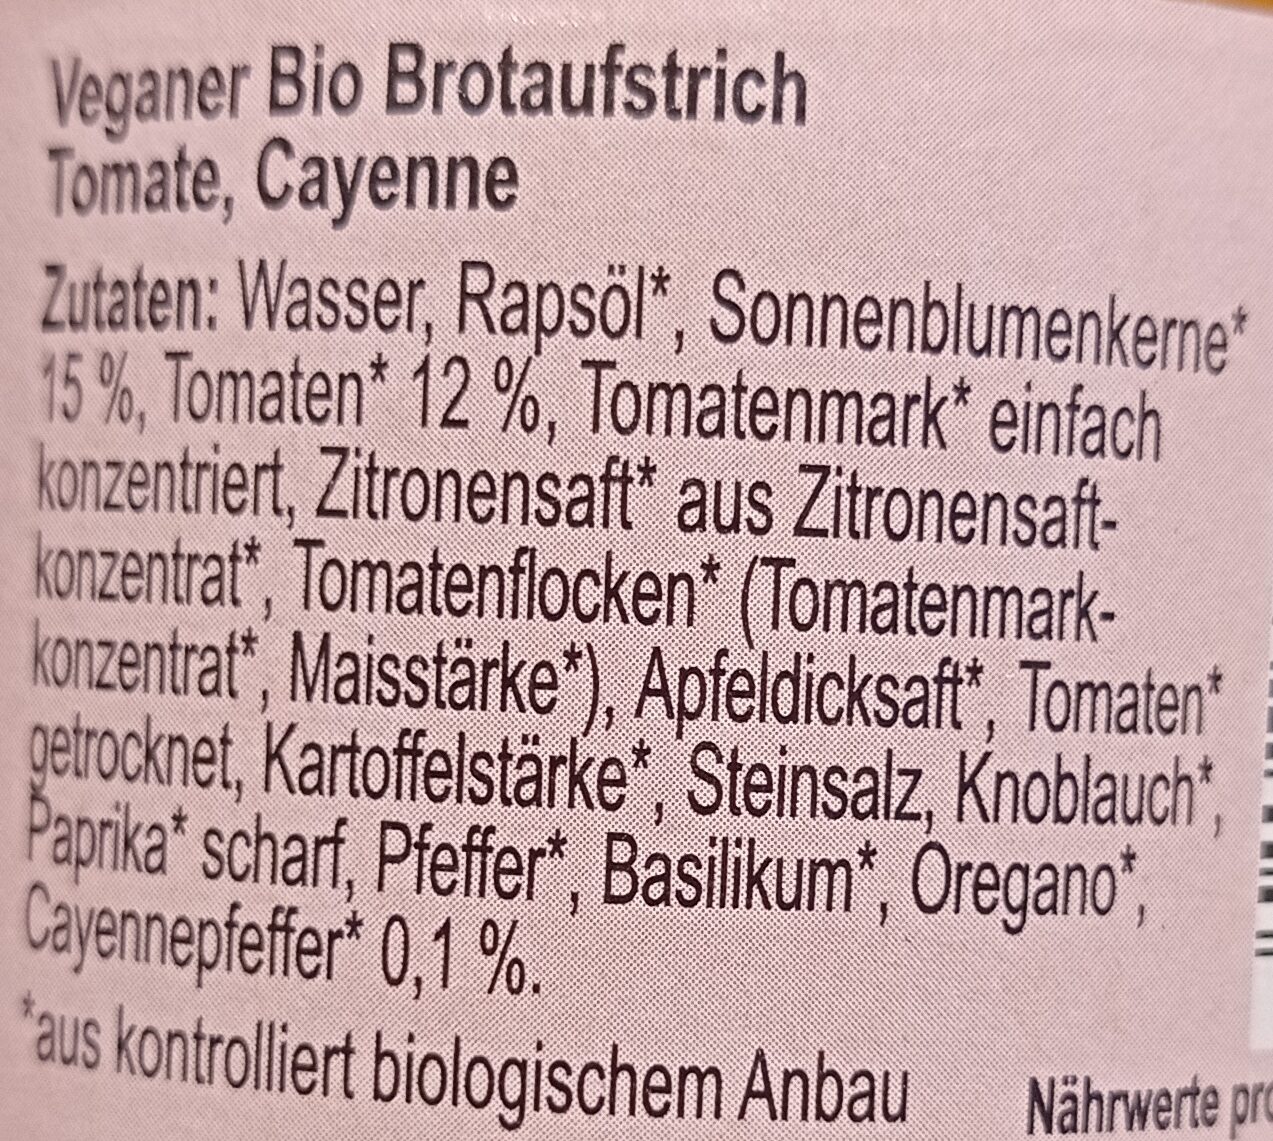 Veganer Bio Brotaufstrich
Tomate, Cayenne
Zutaten: Wasser, Rapsöl*, Sonnenblumenkerne*
15 %, Tomaten* 12 %, Tomatenmark* einfach
konzentriert, Zitronensaft* aus Zitronensaft-
konzentrat*, Tomatenflocken* (Tomatenmark-
konzentrat*, Maisstärke*), Apfeldicksaft*, Tomaten*
getrocknet, Kartoffelstärke*, Steinsalz, Knoblauch*,
Paprika* scharf, Pfeffer*, Basilikum*, Oregano*,
Cayennepfeffer* 0,1 %.
*aus kontrolliert biologischem Anbau
Nährwerte pro